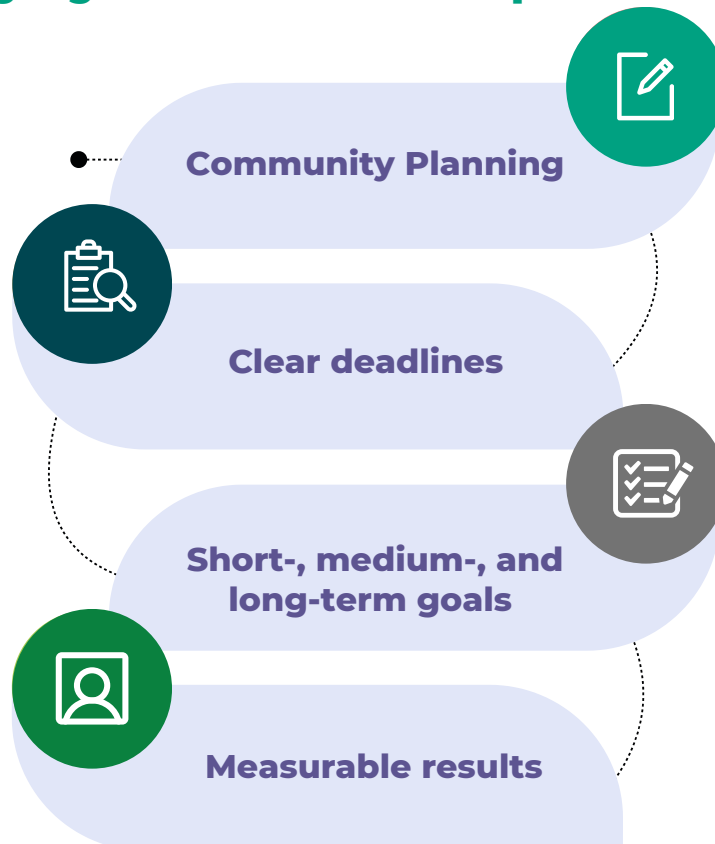 Community Planning
Clear deadlines
Short-, medium-, and
long-term goals
Measurable results